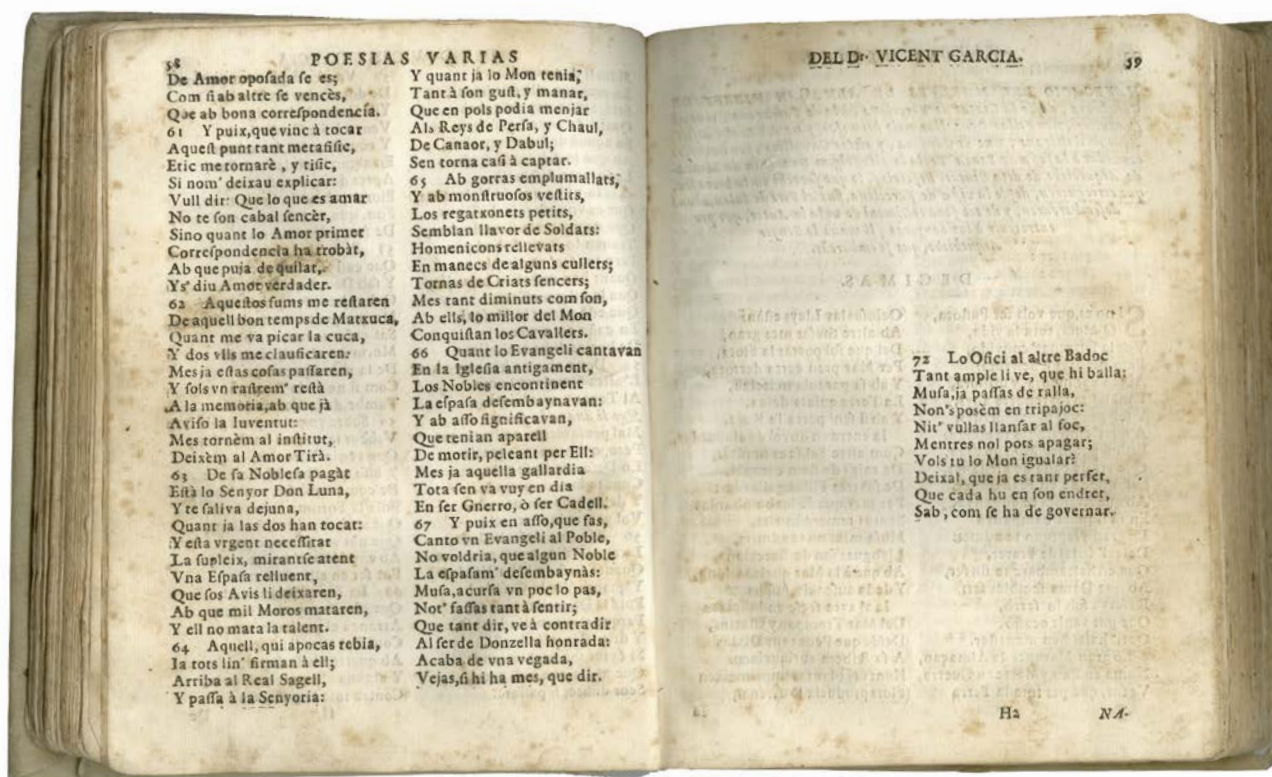 58 POESIAS VARIAS
De Amor oposada ſe es;
Com ſi ab altre ſe vencès,
Que ab bona correſpondencía.
61 Y puix,que vinc à tocar
Aqueſt punt tant metafiſic,
Etic me tornarè , y tiſic,
Si nom' deixau explicar:
Vull dir: Que lo que es amar
No te ſon cabal ſencèr,
Sino quant lo Amor primer
Correſpondencia ha trobàt,
Ab que puja de quilat,
Ys' diu Amor verdader.
62 Aqueſtos fums me reſtaren
De aquell bon temps de Matxuca,
Quant me va picar la cuca,
Y dos vils me clauficaren:
Mes ja eſtas coſas paſſaren,
Y ſols vn raſtrem' reſtà
A la memoria,ab que jà
Aviſo la Iuventut:
Mes tornèm al inſtitut,
Deixèm al Amor Tirà.
63 De ſa Nobleſa pagàt
Eſtà lo Senyor Don Luna,
Y te ſaliva dejuna,
Quant ja las dos han tocat:
Y eſta vrgent neceſſitat
La ſupleix, mirantſe atent
Vna Eſpaſa relluent,
Que ſos Avis li deixaren,
Ab que mil Moros mataren,
Y ell no mata la talent.
64 Aquell, qui apocas rebia,
Ia tots lin' firman à ell;
Arriba al Real Sagell,
Y paſſa à la Senyoria:
Y quant ja lo Mon tenia,
Tant à ſon guſt, y manar,
Que en pols podia menjar
Als Reys de Perſa, y Chaul,
De Canaor, y Dabul;
Sen torna caſi à captar.
65 Ab gorras emplumallats,
Y ab monſtruoſos veſtits,
Los regatxonets petits,
Semblan llavor de Soldats:
Homenicons rellevats
En manecs de alguns cullers;
Tornas de Criats ſencers;
Mes tant diminuts com ſon,
Ab ells, lo millor del Mon
Conquiſtan los Cavallers.
66 Quant lo Evangeli cantavan
En la Igleſia antigament,
Los Nobles encontinent
La eſpaſa deſembaynavan:
Y ab aſſo ſignificavan,
Que tenian aparell
De morir, peleant per Ell:
Mes ja aquella gallardia
Tota ſen va vuy en dia
En ſer Gnerro, ò ſer Cadell.
67 Y puix en aſſo,que fas,
Canto vn Evangeli al Poble,
No voldria, que algun Noble
La eſpaſam' deſembaynàs:
Muſa,acurſa vn poc lo pas,
Not' faſſas tant à ſentir;
Que tant dir, ve à contradir
Al ſer de Donzella honrada:
Acaba de vna vegada,
Vejas,ſi hi ha mes, que dir.
DEL Dr. VICENT GARCIA. 59
72 Lo Ofici al altre Badoc
Tant ample li ve, que hi balla;
Muſa,ja paſſas de ralla,
Non's posèm en tripajoc:
Nit' vullas llanſar al foc,
Mentres nol pots apagar;
Vols tu lo Mon igualar?
Deixal, que ja es tant perfet,
Que cada hu en ſon endret,
Sab, com ſe ha de governar.
H2 NA-